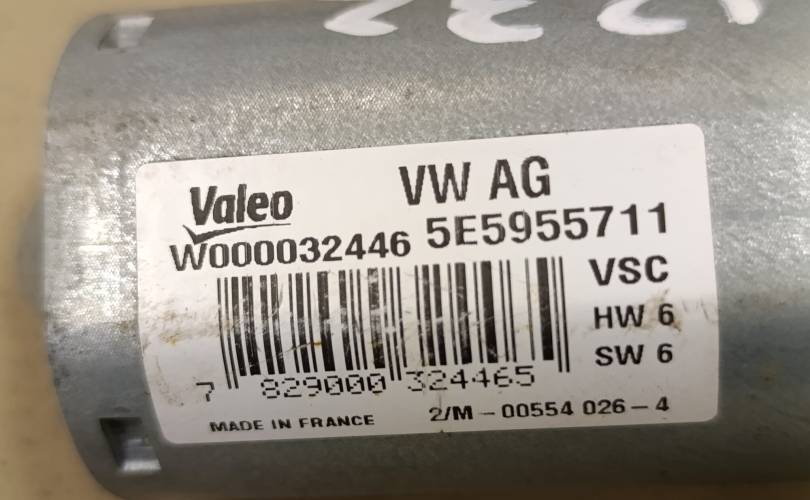 VW AG
Valeo
W000032446 5E5955711
VSC
HW 6
SW 6
7 829000 324465
MADE IN FRANCE 2/M - 00554 026 - 4